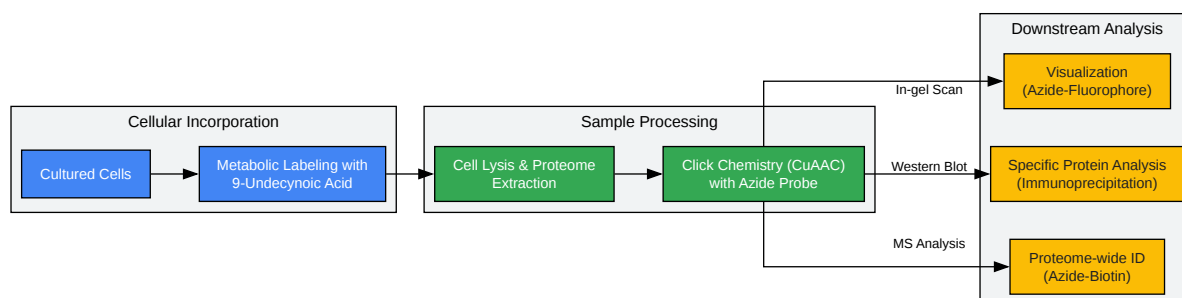 Cellular Incorporation
Cultured Cells
Metabolic Labeling with
9-Undecynoic Acid
Sample Processing
Cell Lysis & Proteome
Extraction
Click Chemistry (CuAAC)
with Azide Probe
In-gel Scan
Western Blot
MS Analysis
Downstream Analysis
Visualization
(Azide-Fluorophore)
Specific Protein Analysis
(Immunoprecipitation)
Proteome-wide ID
(Azide-Biotin)